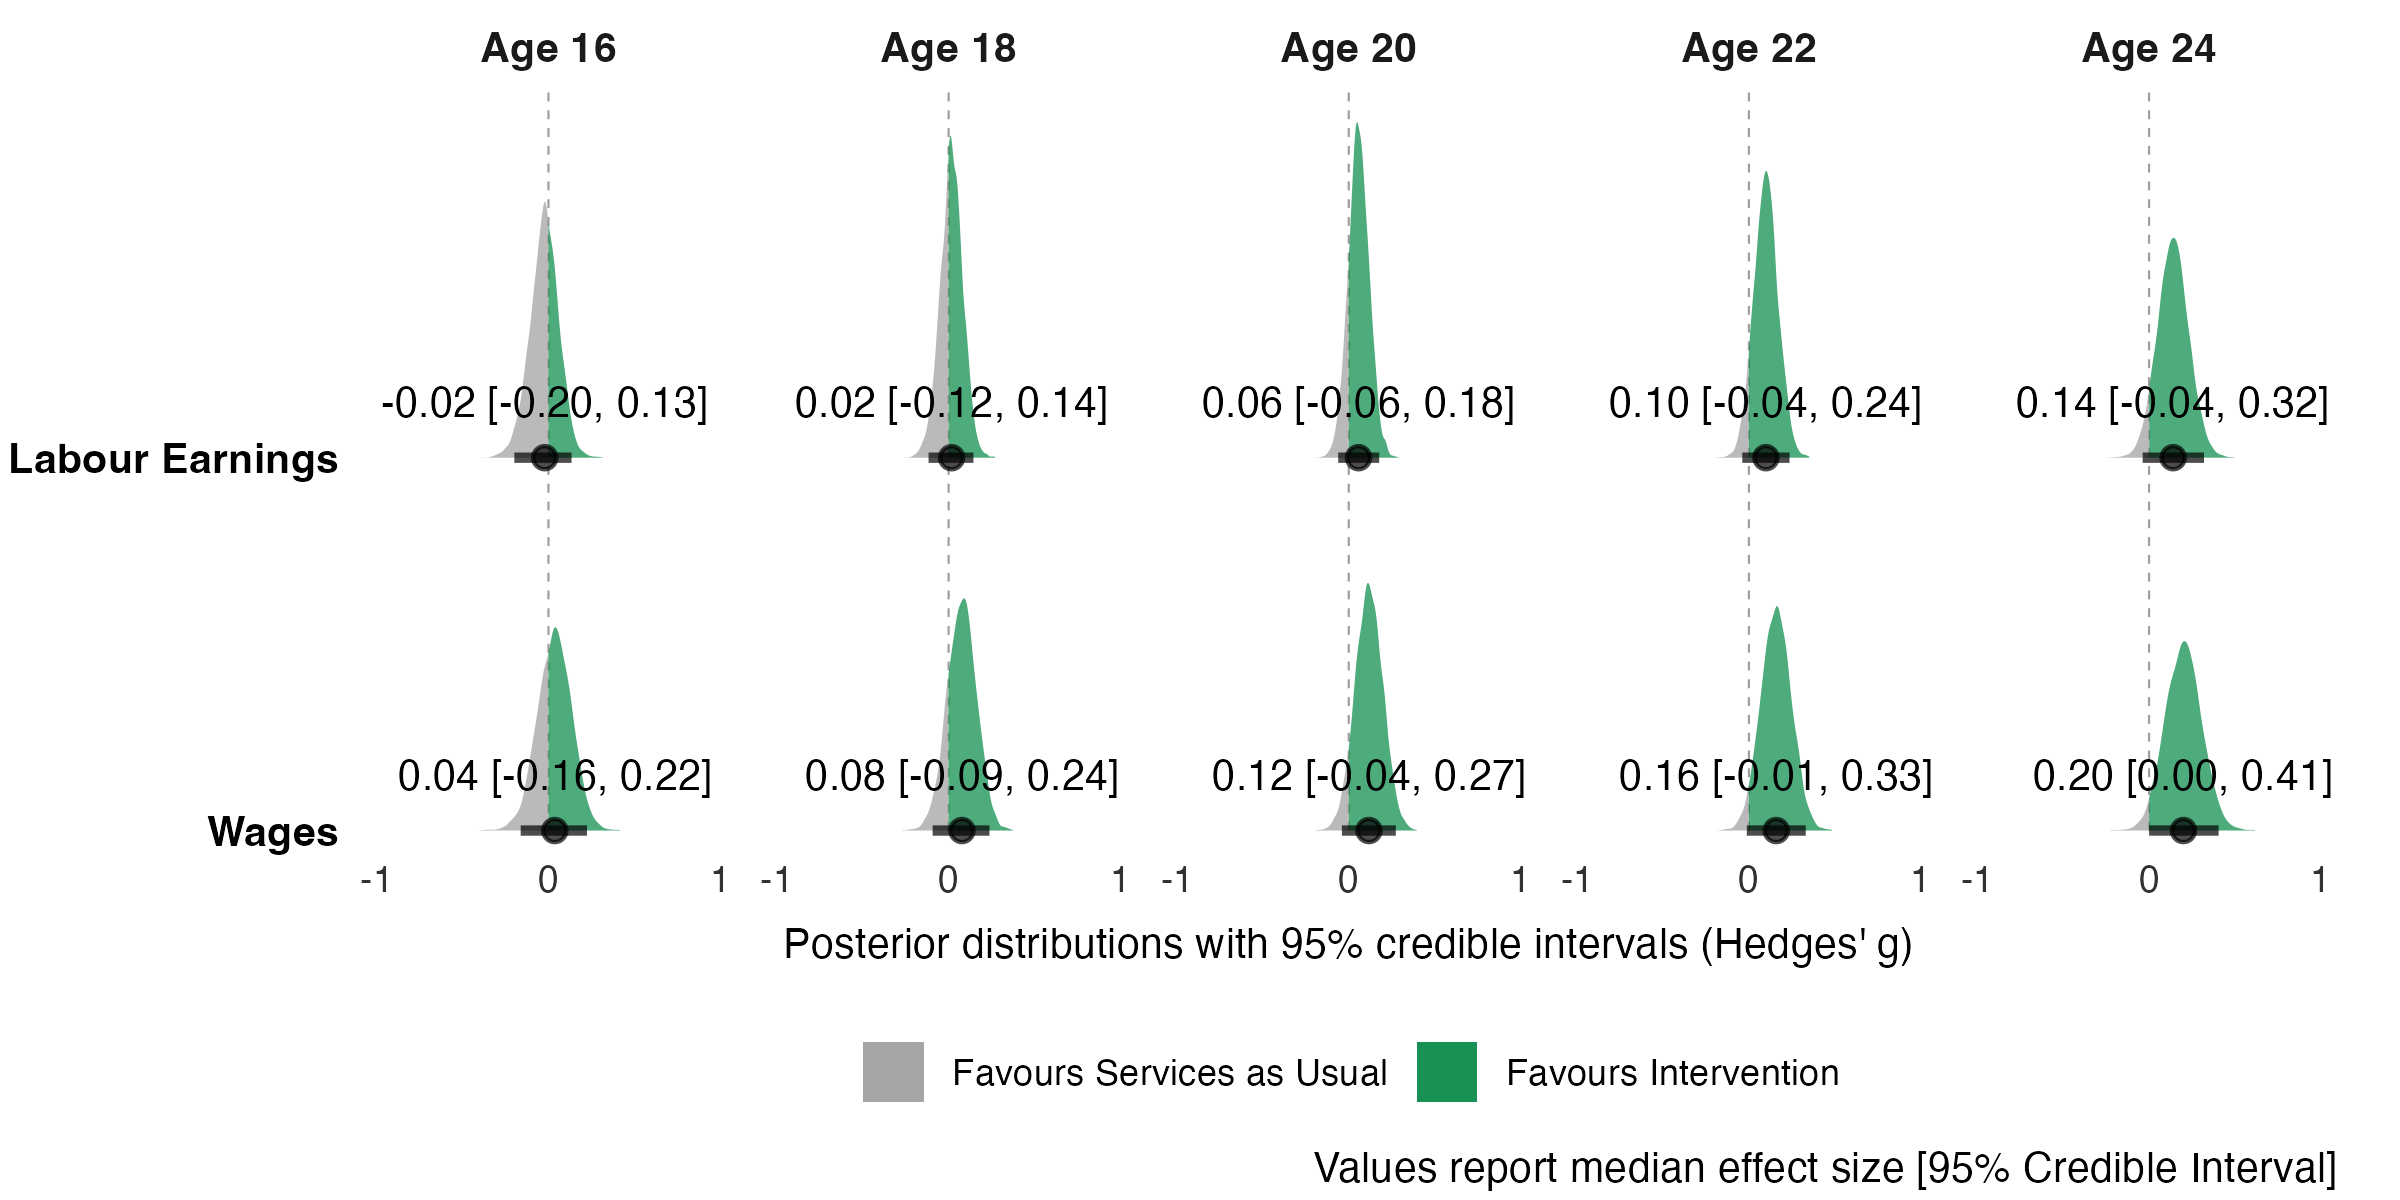 Age 16 Age 18 Age 20 Age 22 Age 24
-0.02 [-0.20, 0.13] 0.02 [-0.12, 0.14] 0.06 [-0.06, 0.18] 0.10 [-0.04, 0.24] 0.14 [-0.04, 0.32]
Labour Earnings
0.04 [-0.16, 0.22] 0.08 [-0.09, 0.24] 0.12 [-0.04, 0.27] 0.16 [-0.01, 0.33] 0.20 [0.00, 0.41]
Wages
-1 0 1 -1 0 1 -1 0 1 -1 0 1 -1 0 1
Posterior distributions with 95% credible intervals (Hedges' g)
Favours Services as Usual Favours Intervention
Values report median effect size [95% Credible Interval]